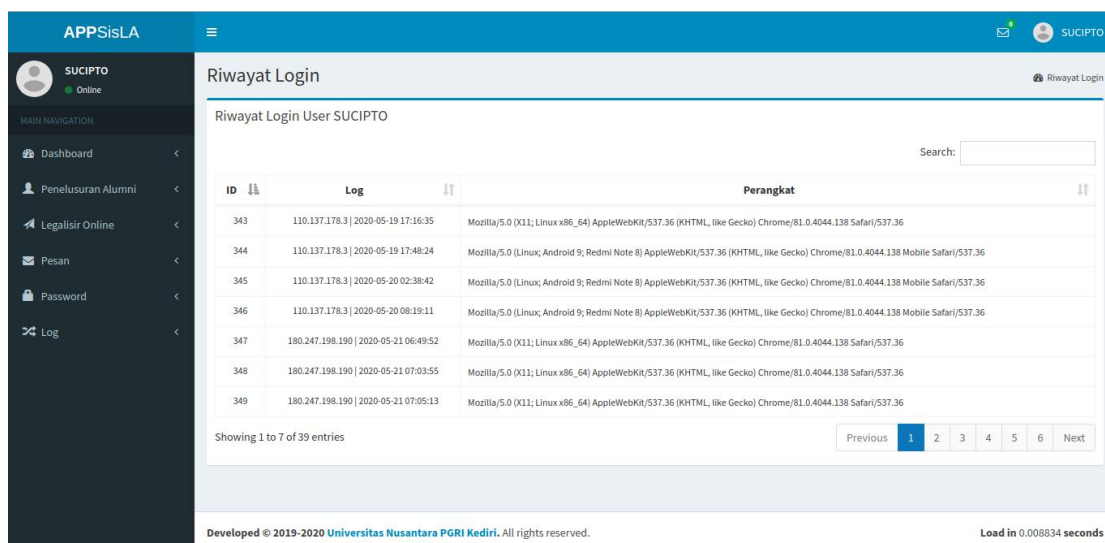 APPSisLA
0
SUCIPTO
SUCIPTO
Online
MAIN NAVIGATION
Dashboard
Penelusuran Alumni
Legalisir Online
Pesan
Password
Log
Riwayat Login
Riwayat Login
Riwayat Login User SUCIPTO
Search:
ID Log Perangkat
343 110.137.178.3 | 2020-05-19 17:16:35 Mozilla/5.0 (X11; Linux x86_64) AppleWebKit/537.36 (KHTML, like Gecko) Chrome/81.0.4044.138 Safari/537.36
344 110.137.178.3 | 2020-05-19 17:48:24 Mozilla/5.0 (Linux; Android 9; Redmi Note 8) AppleWebKit/537.36 (KHTML, like Gecko) Chrome/81.0.4044.138 Mobile Safari/537.36
345 110.137.178.3 | 2020-05-20 02:38:42 Mozilla/5.0 (Linux; Android 9; Redmi Note 8) AppleWebKit/537.36 (KHTML, like Gecko) Chrome/81.0.4044.138 Mobile Safari/537.36
346 110.137.178.3 | 2020-05-20 08:19:11 Mozilla/5.0 (Linux; Android 9; Redmi Note 8) AppleWebKit/537.36 (KHTML, like Gecko) Chrome/81.0.4044.138 Mobile Safari/537.36
347 180.247.198.190 | 2020-05-21 06:49:52 Mozilla/5.0 (X11; Linux x86_64) AppleWebKit/537.36 (KHTML, like Gecko) Chrome/81.0.4044.138 Safari/537.36
348 180.247.198.190 | 2020-05-21 07:03:55 Mozilla/5.0 (X11; Linux x86_64) AppleWebKit/537.36 (KHTML, like Gecko) Chrome/81.0.4044.138 Safari/537.36
349 180.247.198.190 | 2020-05-21 07:05:13 Mozilla/5.0 (X11; Linux x86_64) AppleWebKit/537.36 (KHTML, like Gecko) Chrome/81.0.4044.138 Safari/537.36
Showing 1 to 7 of 39 entries
Previous 1 2 3 4 5 6 Next
Developed © 2019-2020 Universitas Nusantara PGRI Kediri. All rights reserved.
Load in 0.008834 seconds